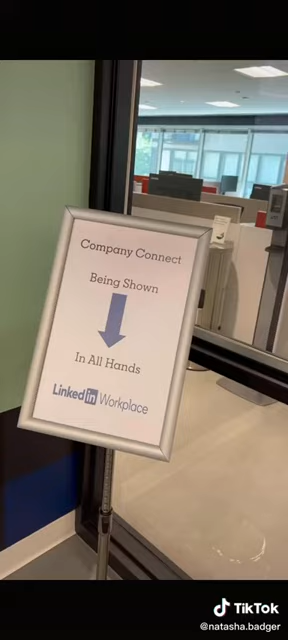 Company Connect
Being Shown
In All Hands
LinkedIn Workplace
TikTok
@natasha.badger